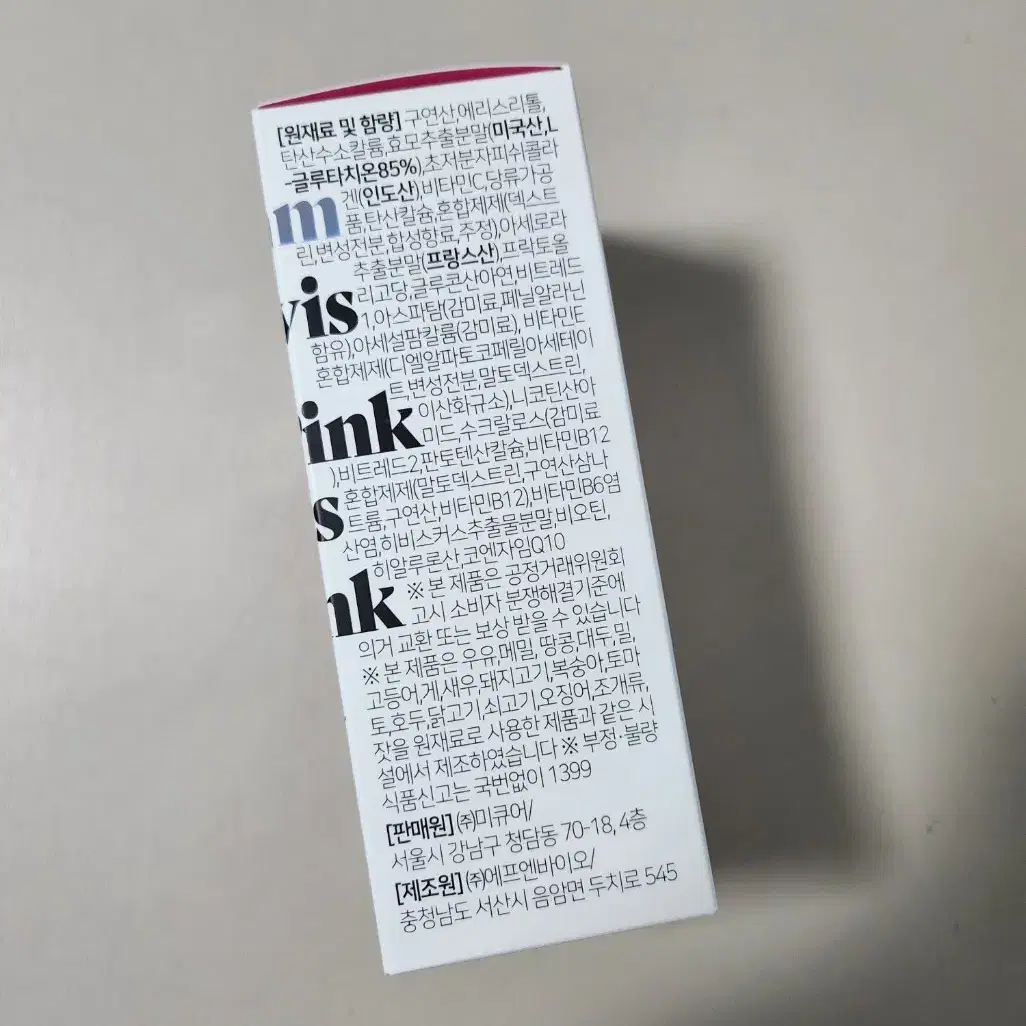 [원재료 및 함량] 구연산,에리스리톨,
탄산수소칼륨,효모추출분말(미국산,L
-글루타치온85%),초저분자피쉬콜라
겐(인도산),비타민C,당류가공
m
품,탄산칼슘,혼합제제(덱스트
린,변성전분,합성향료,주정),아세로라
추출분말(프랑스산),프락토올
리고당,글루콘산아연,비트레드
vis
1,아스파탐(감미료,페닐알라닌
함유),아세설팜칼륨(감미료), 비타민E
혼합제제(디엘알파토코페릴아세테이
트,변성전분,말토덱스트린,
이산화규소),니코틴산아
ink
미드,수크랄로스(감미료
),비트레드2,판토텐산칼슘,비타민B12
혼합제제(말토덱스트린,구연산삼나
s
트륨,구연산,비타민B12),비타민B6염
산염,히비스커스추출물분말,비오틴,
히알루론산,코엔자임Q10
※ 본 제품은 공정거래위원회
nk
고시 소비자 분쟁해결기준에
의거 교환 또는 보상 받을 수 있습니다
※ 본 제품은 우유,메밀, 땅콩,대두,밀,
고등어,게,새우,돼지고기,복숭아,토마
토,호두,닭고기,쇠고기,오징어,조개류,
잣을 원재료로 사용한 제품과 같은 시
설에서 제조하였습니다 ※ 부정·불량
식품신고는 국번없이 1399
[판매원] ㈜미큐어/
서울시 강남구 청담동 70-18, 4층
[제조원] ㈜에프엔바이오/
충청남도 서산시 음암면 두치로 545